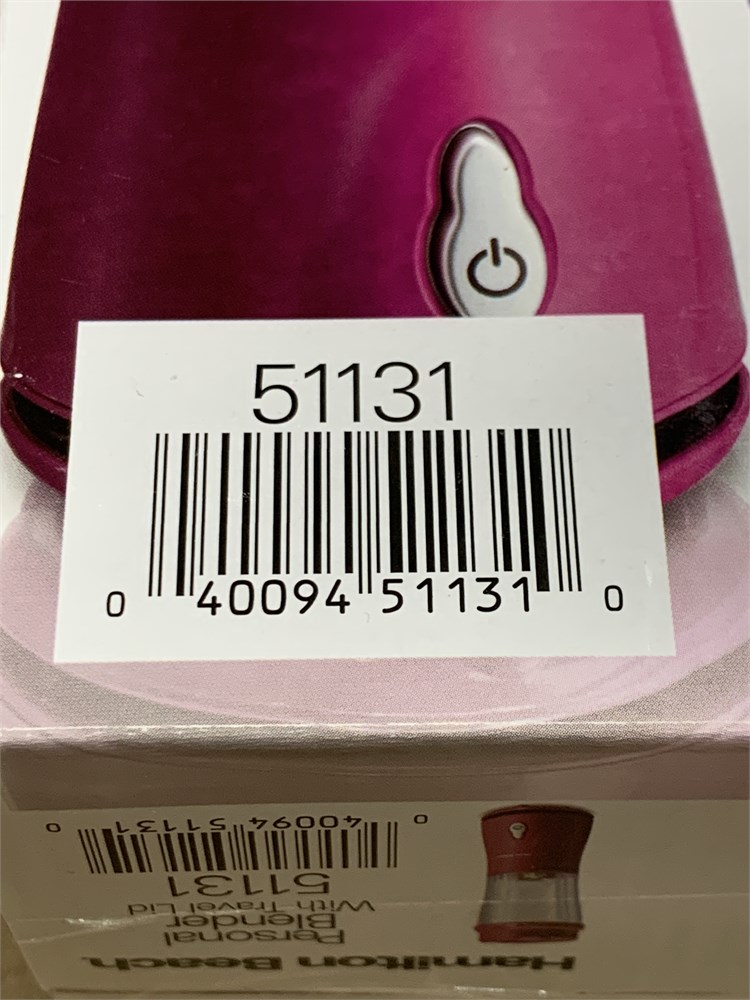 51131
0 40094 51131 0
Hamilton Beach.
Personal
Blender
With Travel Lid
51131
0 40094 51131 0